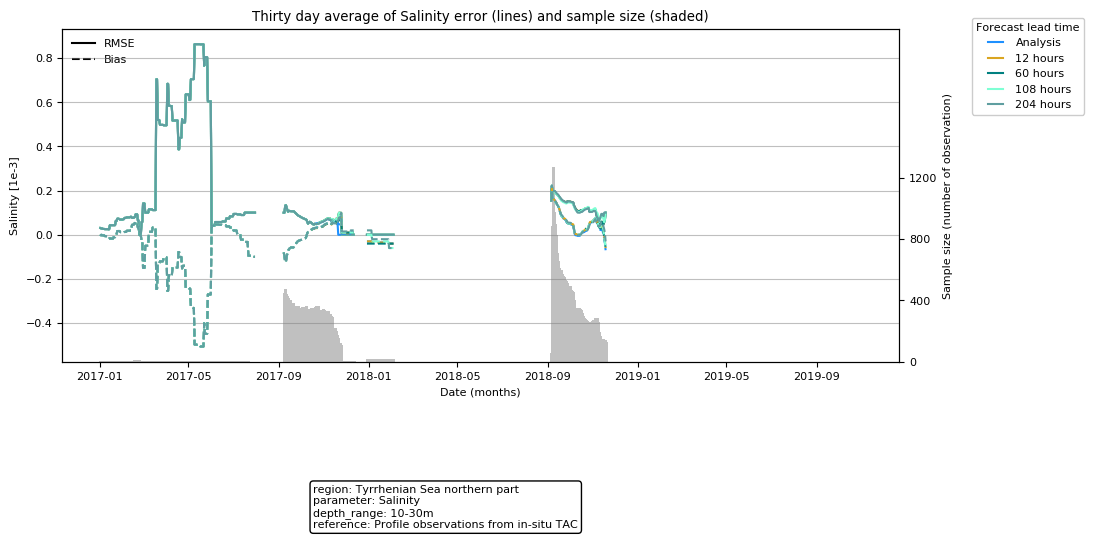 Thirty day average of Salinity error (lines) and sample size (shaded)
Forecast lead time
Analysis
12 hours
60 hours
108 hours
204 hours
RMSE
Bias
0.8
0.6
0.4
0.2
0.0
−0.2
−0.4
Salinity [1e-3]
1200
800
400
0
Sample size (number of observation)
2017-01 2017-05 2017-09 2018-01 2018-05 2018-09 2019-01 2019-05 2019-09
Date (months)
region: Tyrrhenian Sea northern part
parameter: Salinity
depth_range: 10-30m
reference: Profile observations from in-situ TAC